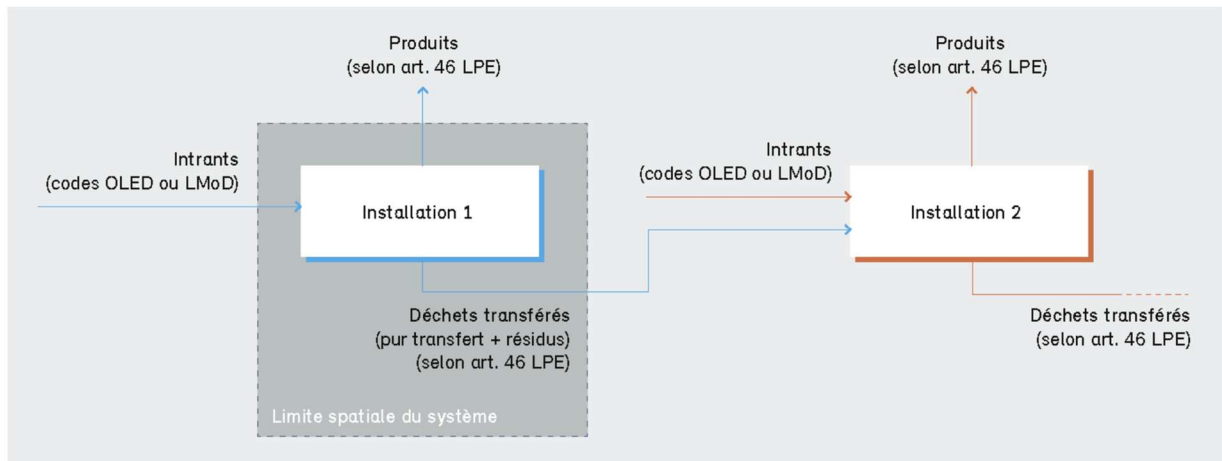 Produits
(selon art. 46 LPE)
Produits
(selon art. 46 LPE)
Intrants
(codes OLED ou LMoD)
Installation 1
Intrants
(codes OLED ou LMoD)
Installation 2
Déchets transférés
(pur transfert + résidus)
(selon art. 46 LPE)
Déchets transférés
(selon art. 46 LPE)
Limite spatiale du système